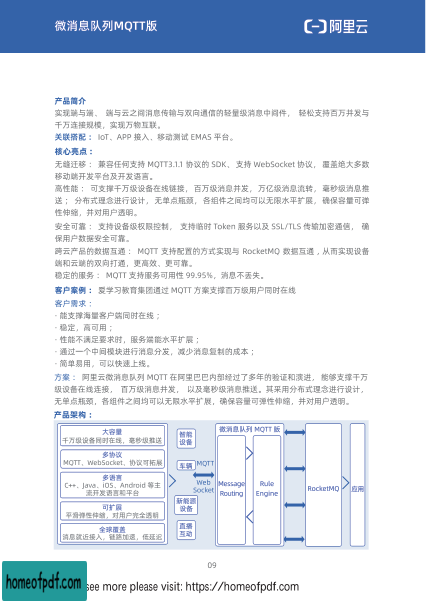 微消息队列MQTT版
阿里云
产品简介
实现端与端、 端与云之间消息传输与双向通信的轻量级消息中间件， 轻松支持百万并发与
千万连接规模，实现万物互联。
关联搭配： IoT、APP 接入、移动测试 EMAS 平台。
核心亮点：
无缝迁移： 兼容任何支持 MQTT3.1.1 协议的 SDK、支持 WebSocket 协议， 覆盖绝大多数
移动端开发平台及开发语言。
高性能： 可支撑千万级设备在线链接，百万级消息并发，万亿级消息流转，毫秒级消息推
送； 分布式理念进行设计，无单点瓶颈，各组件之间均可以无限水平扩展，确保容量可弹
性伸缩，并对用户透明。
安全可靠： 支持设备级权限控制， 支持临时 Token 服务以及 SSL/TLS 传输加密通信， 确
保用户数据安全可靠。
跨云产品的数据互通： MQTT 支持配置的方式实现与 RocketMQ 数据互通，从而实现设备
端和云端的双向打通，更高效、更可靠。
稳定的服务： MQTT 支持服务可用性 99.95%，消息不丢失。
客户案例： 爱学习教育集团通过 MQTT 方案支撑百万级用户同时在线
客户需求：
· 能支撑海量客户端同时在线；
· 稳定，高可用；
· 性能不满足要求时，服务端能水平扩展；
· 通过一个中间模块进行消息分发，减少消息复制的成本；
· 简单易用，可以快速上线。
方案： 阿里云微消息队列 MQTT 在阿里巴巴内部经过了多年的验证和演进， 能够支撑千万
级设备在线连接， 百万级消息并发， 以及毫秒级消息推送。其采用分布式理念进行设计，
无单点瓶颈，各组件之间均可以无限水平扩展，确保容量可弹性伸缩，并对用户透明。
产品架构：
大容量
千万级设备同时在线，毫秒级推送
多协议
MQTT、WebSocket、协议可拓展
多语言
C++、Java、iOS、Android 等主
流开发语言和平台
可扩展
平滑弹性伸缩，对用户完全透明
全球覆盖
消息就近接入，链路加速，低延迟
智能
设备
车辆
新能源
设备
直播
互动
MQTT
Web
Socket
微消息队列 MQTT 版
Message
Routing
Rule
Engine
RocketMQ
应用
09
homeofpdf.com
see more please visit: https://homeofpdf.com